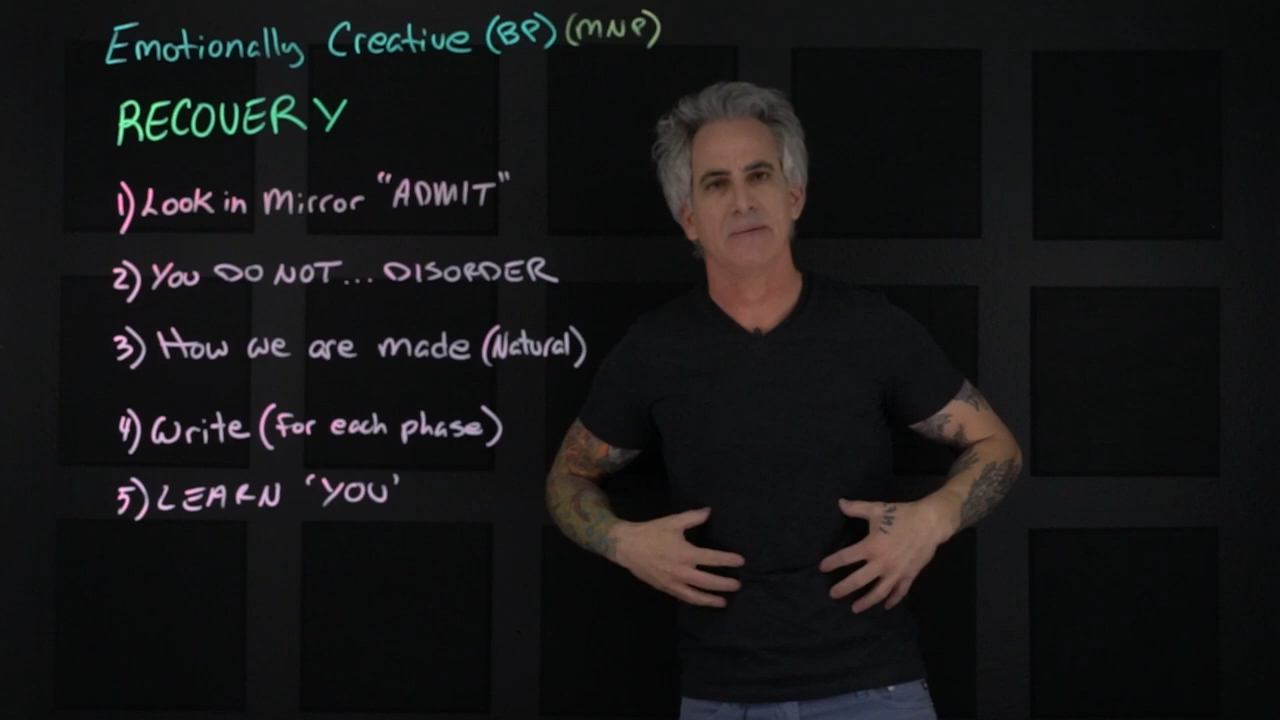 Emotionally Creative (BP) (MNP)
RECOVERY
1) Look in Mirror "ADMIT"
2) You DO NOT... DISORDER
3) How we are made (Natural)
4) Write (for each phase)
5) LEARN 'YOU'